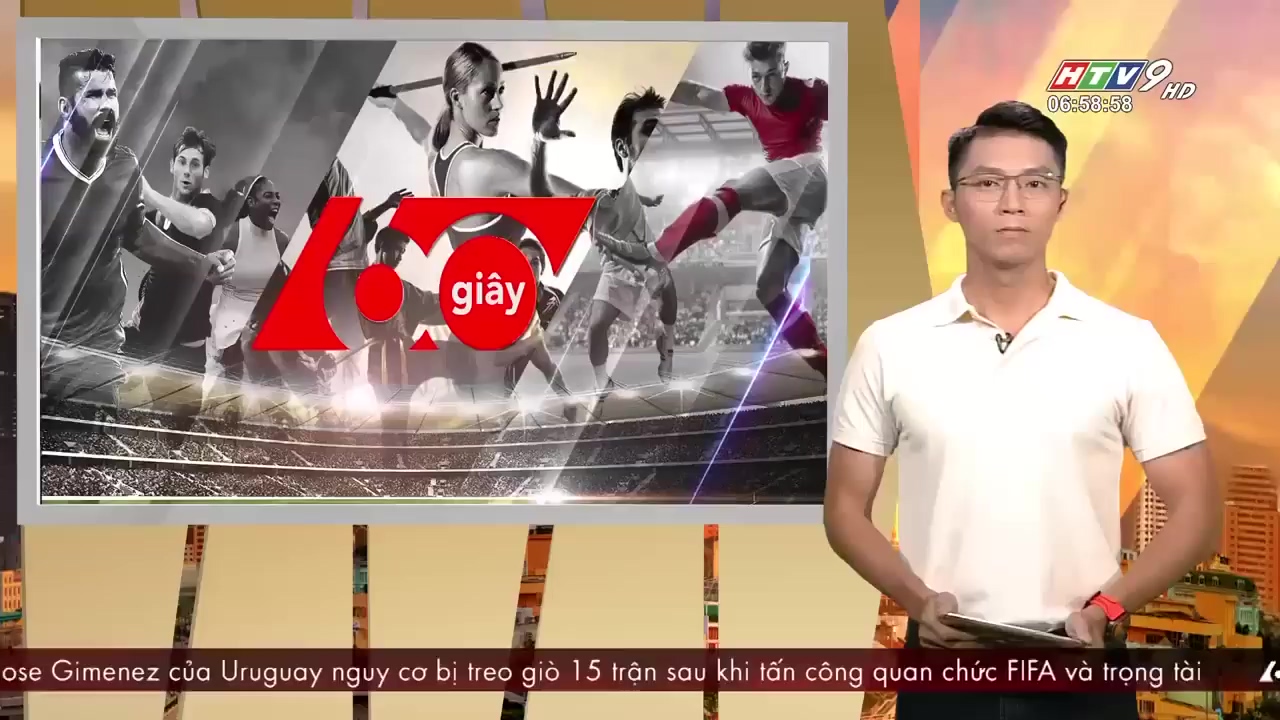 HTV9 HD
06:58:58
60 giây
ose Gimenez của Uruguay nguy cơ bị treo giò 15 trận sau khi tấn công quan chức FIFA và trọng tài